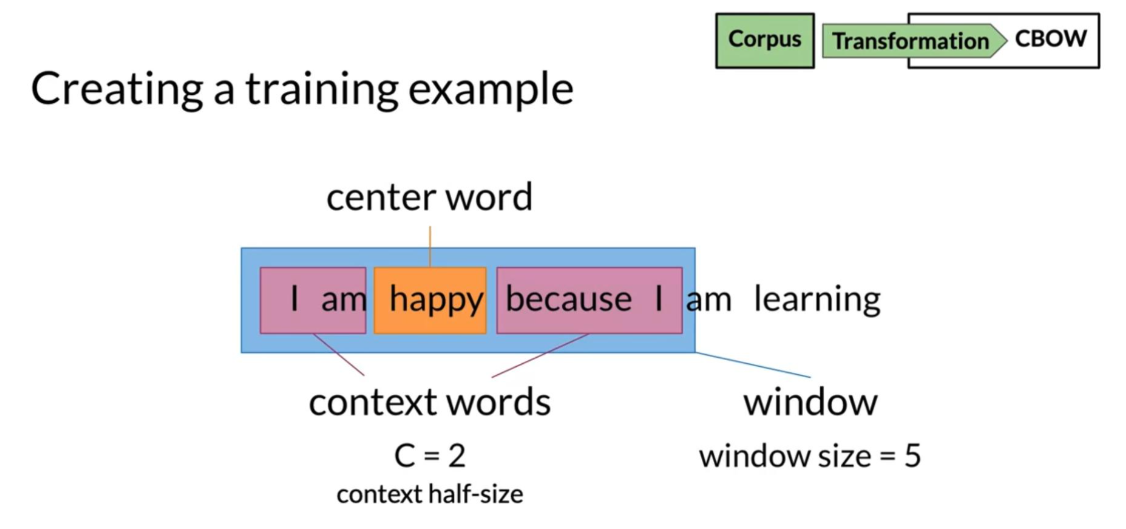 Corpus Transformation CBOW
Creating a training example
center word
I am happy because I am learning
context words
window
C = 2
window size = 5
context half-size